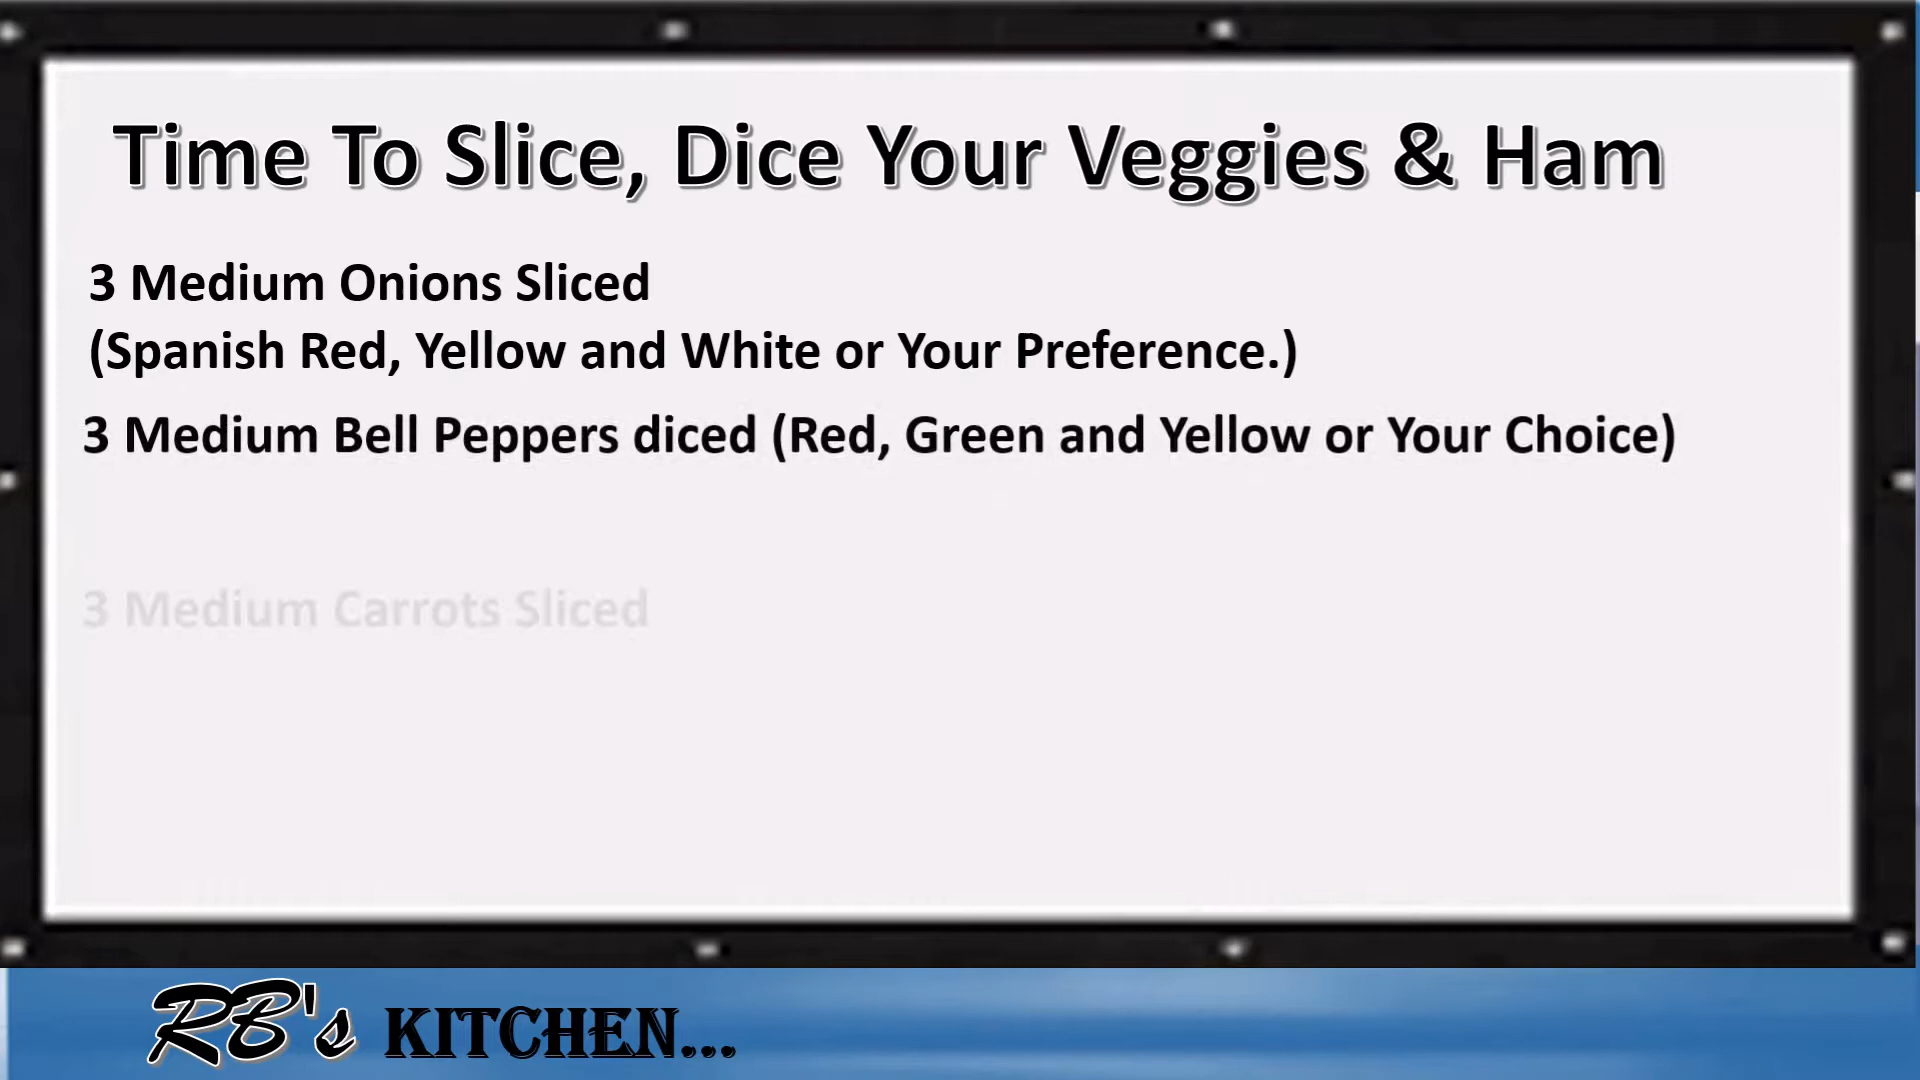 Time To Slice, Dice Your Veggies & Ham
3 Medium Onions Sliced
(Spanish Red, Yellow and White or Your Preference.)
3 Medium Bell Peppers diced (Red, Green and Yellow or Your Choice)
3 Medium Carrots Sliced
RB's KITCHEN...